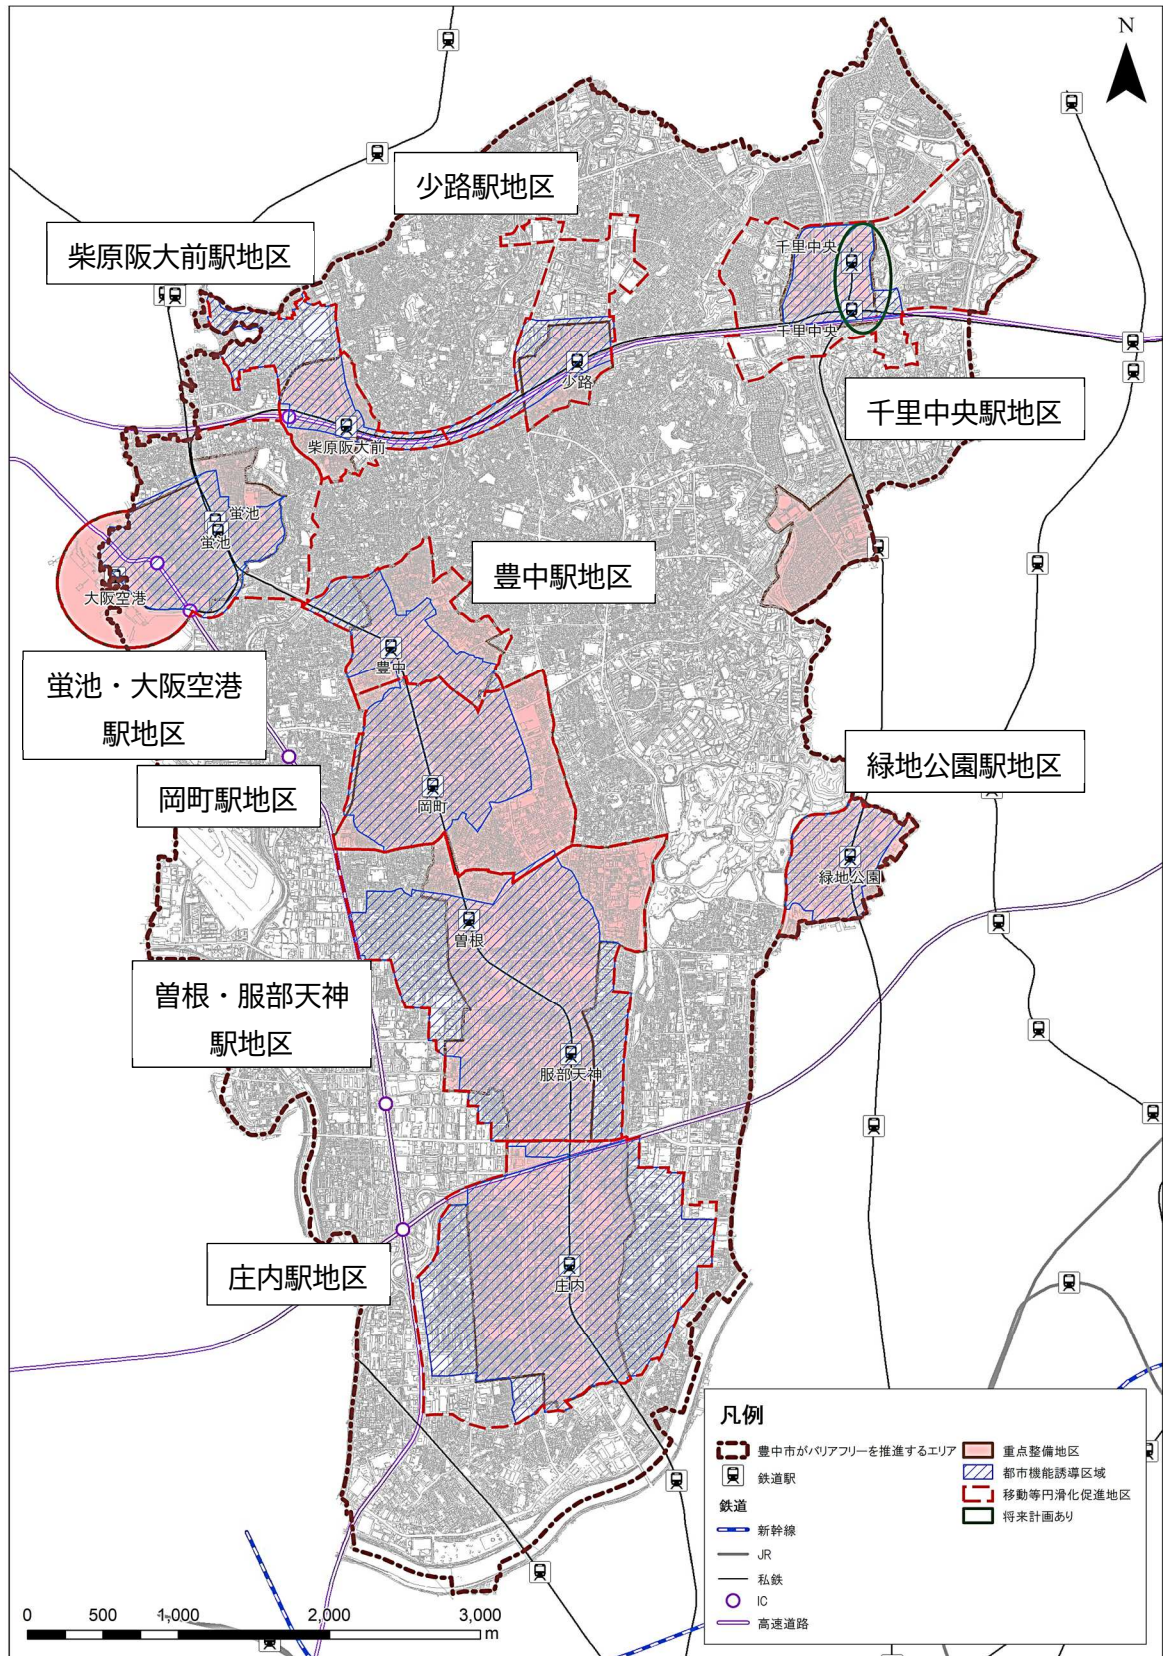 N
少路駅地区
柴原阪大前駅地区
千里中央
千里中央
少路
千里中央駅地区
柴原阪大前
蛍池
蛍池
大阪空港
豊中駅地区
豊中
蛍池・大阪空港
駅地区
緑地公園駅地区
岡町駅地区
岡町
緑地公園
曽根
曽根・服部天神
駅地区
服部天神
庄内駅地区
庄内
凡例
豊中市がバリアフリーを推進するエリア
鉄道駅
鉄道
新幹線
JR
私鉄
IC
高速道路
重点整備地区
都市機能誘導区域
移動等円滑化促進地区
将来計画あり
0 500 1,000 2,000 3,000
m